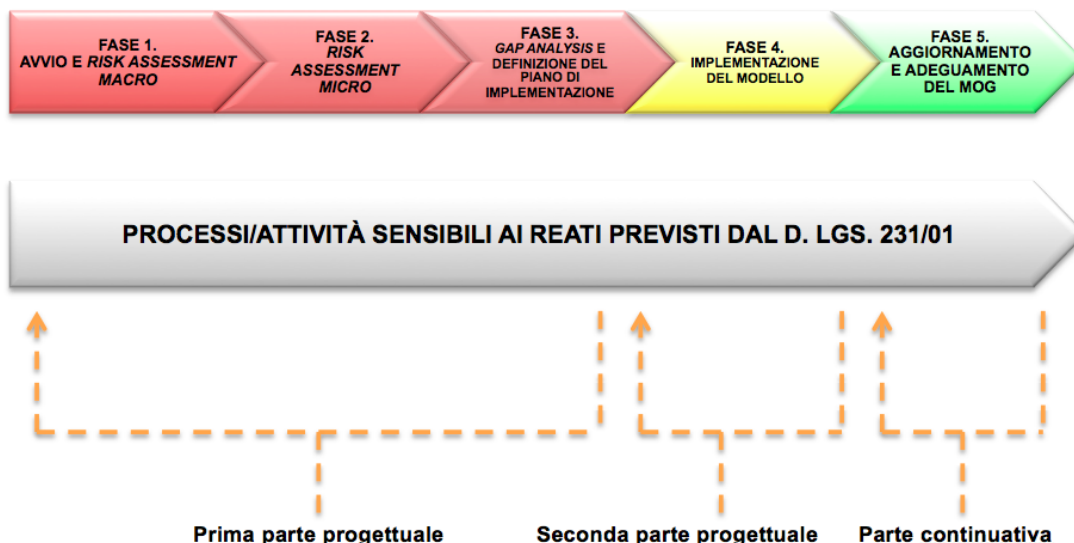 FASE 1.
AVVIO E RISK ASSESSMENT
MACRO
FASE 2.
RISK
ASSESSMENT
MICRO
FASE 3.
GAP ANALYSIS E
DEFINIZIONE DEL
PIANO DI
IMPLEMENTAZIONE
FASE 4.
IMPLEMENTAZIONE
DEL MODELLO
FASE 5.
AGGIORNAMENTO
E ADEGUAMENTO
DEL MOG
PROCESSI/ATTIVITÀ SENSIBILI AI REATI PREVISTI DAL D. LGS. 231/01
Prima parte progettuale
Seconda parte progettuale
Parte continuativa